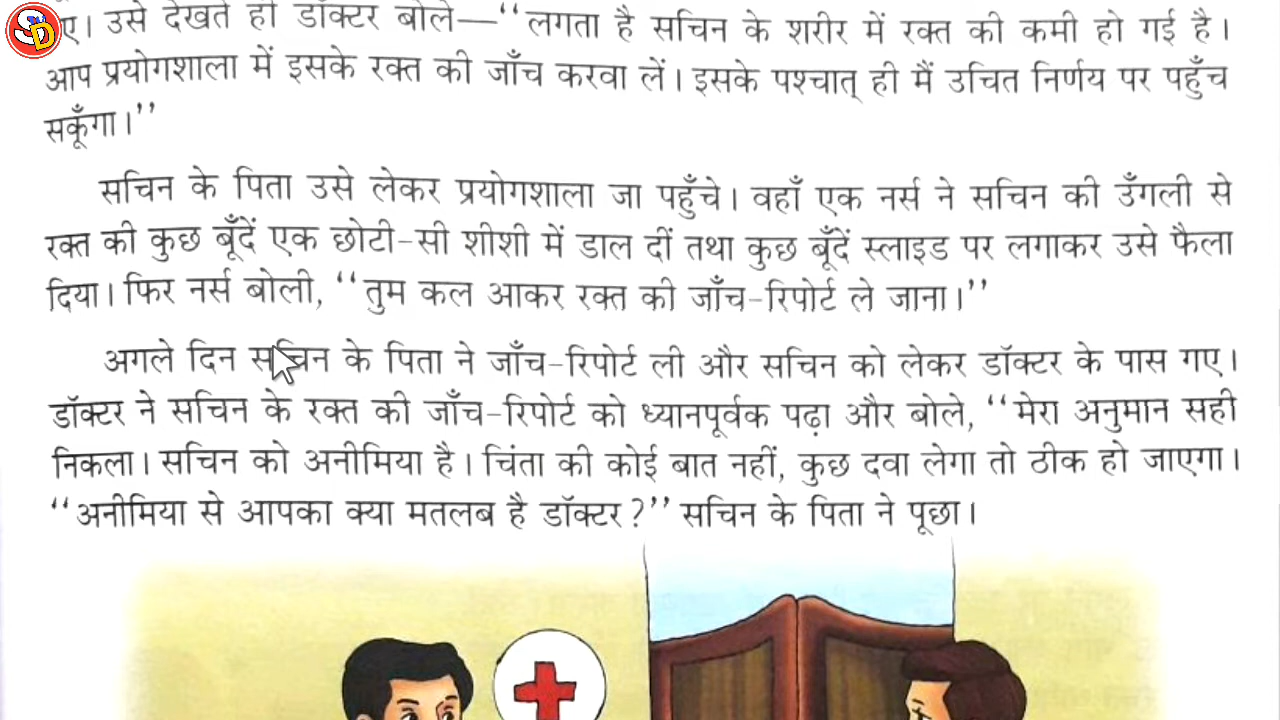 SD
ए। उसे देखते ही डॉक्टर बोले—‘‘लगता है सचिन के शरीर में रक्त की कमी हो गई है।
आप प्रयोगशाला में इसके रक्त की जाँच करवा लें। इसके पश्चात् ही मैं उचित निर्णय पर पहुँच
सकूँगा।’’
सचिन के पिता उसे लेकर प्रयोगशाला जा पहुँचे। वहाँ एक नर्स ने सचिन की उँगली से
रक्त की कुछ बूँदें एक छोटी-सी शीशी में डाल दीं तथा कुछ बूँदें स्लाइड पर लगाकर उसे फैला
दिया। फिर नर्स बोली, ‘‘तुम कल आकर रक्त की जाँच-रिपोर्ट ले जाना।’’
अगले दिन सचिन के पिता ने जाँच-रिपोर्ट ली और सचिन को लेकर डॉक्टर के पास गए।
डॉक्टर ने सचिन के रक्त की जाँच-रिपोर्ट को ध्यानपूर्वक पढ़ा और बोले, ‘‘मेरा अनुमान सही
निकला। सचिन को अनीमिया है। चिंता की कोई बात नहीं, कुछ दवा लेगा तो ठीक हो जाएगा।
‘‘अनीमिया से आपका क्या मतलब है डॉक्टर?’’ सचिन के पिता ने पूछा।